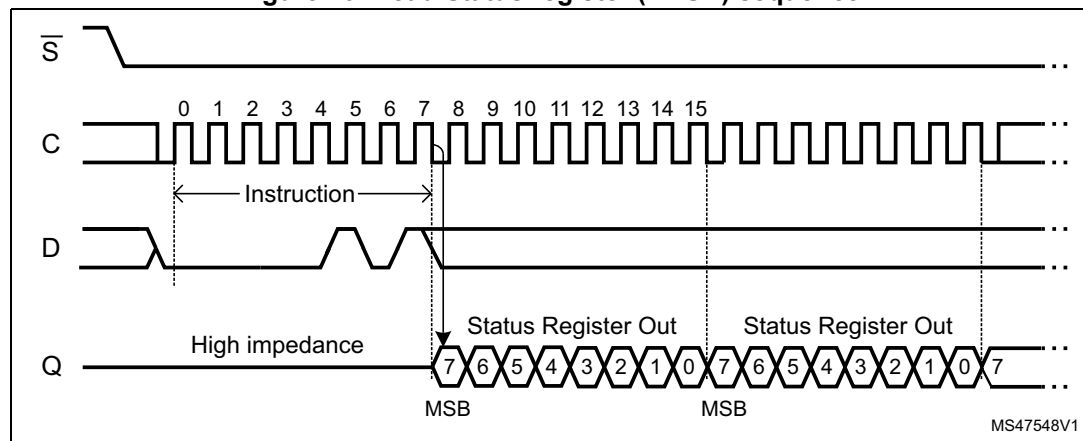 S
0 1 2 3 4 5 6 7 8 9 10 11 12 13 14 15
C
Instruction
D
Status Register Out Status Register Out
High impedance
Q 7 6 5 4 3 2 1 0 7 6 5 4 3 2 1 0 7
MSB MSB
MS47548V1